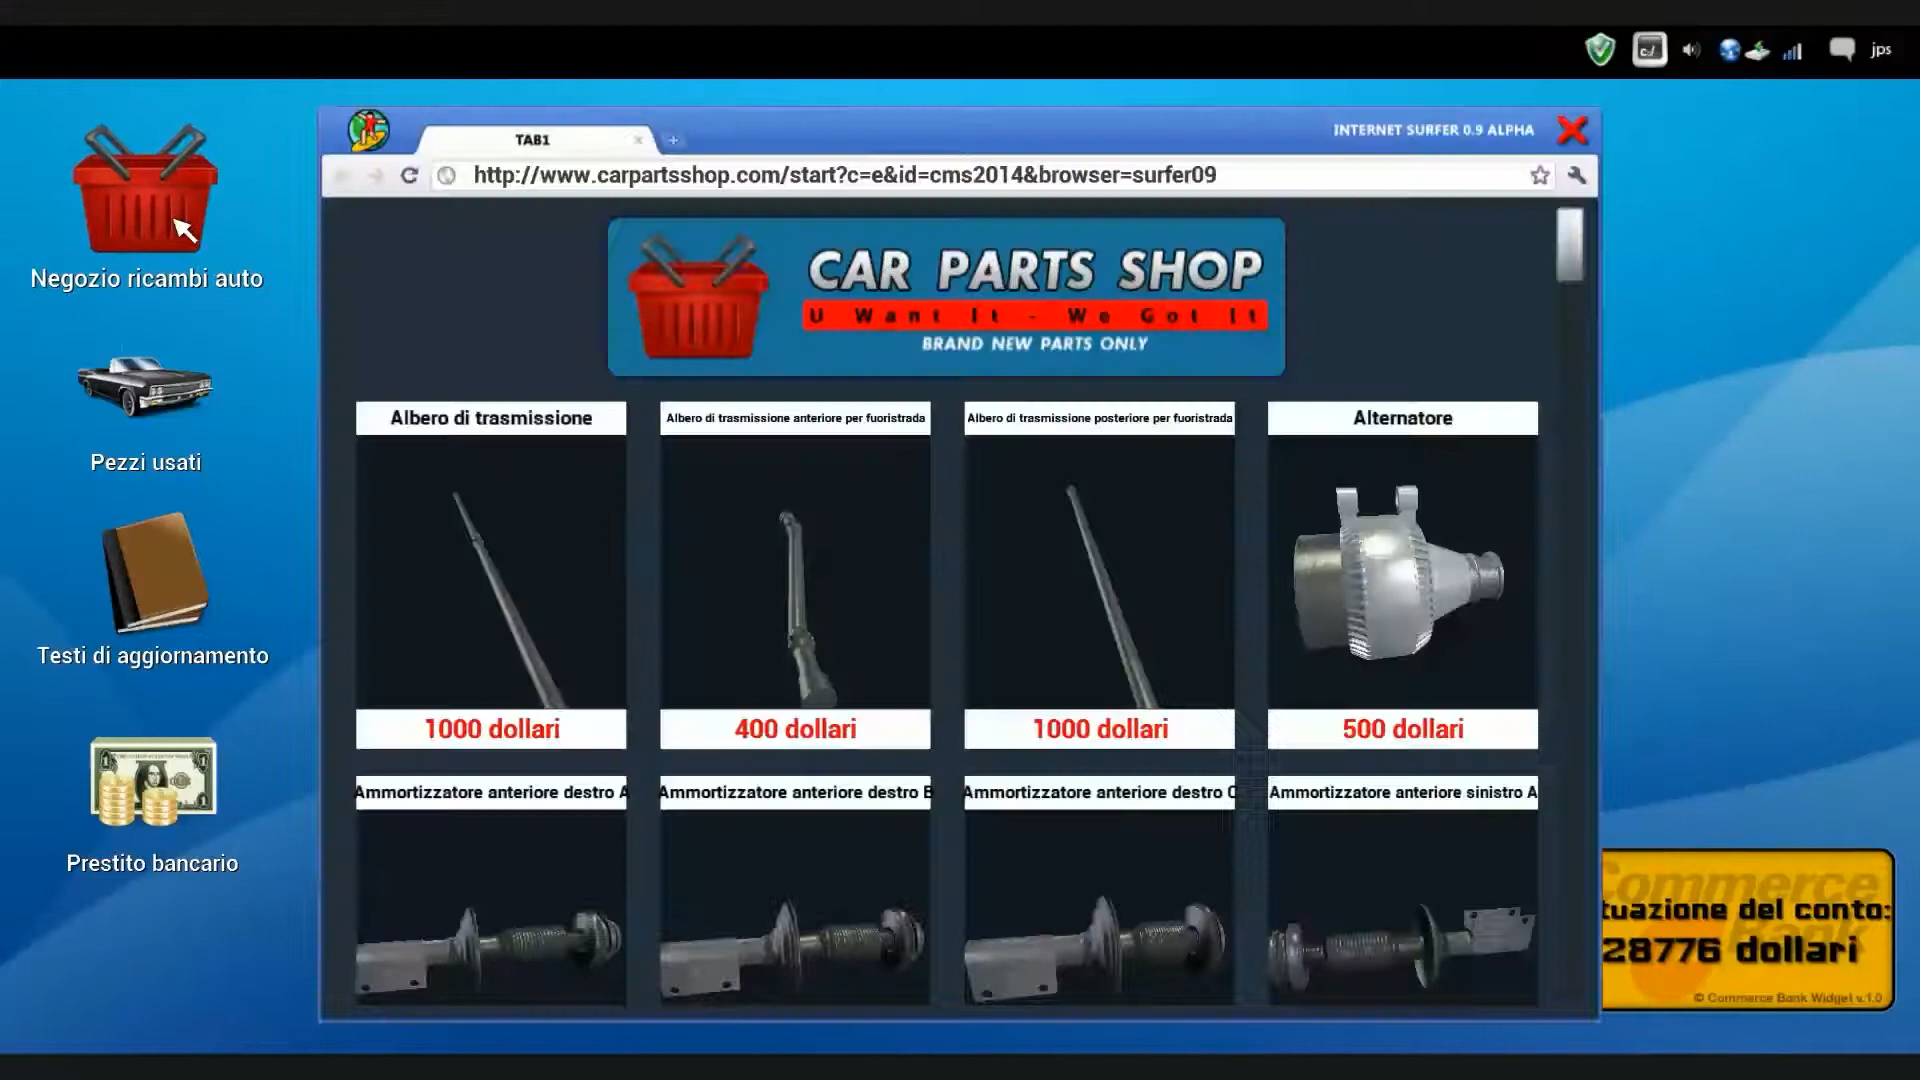 jps
TAB1
INTERNET SURFER 0.9 ALPHA
http://www.carpartsshop.com/start?c=e&id=cms2014&browser=surfer09
Negozio ricambi auto
Pezzi usati
Testi di aggiornamento
Prestito bancario
CAR PARTS SHOP
U Want It - We Got It
BRAND NEW PARTS ONLY
Albero di trasmissione
Albero di trasmissione anteriore per fuoristrada
Albero di trasmissione posteriore per fuoristrada
Alternatore
1000 dollari
400 dollari
1000 dollari
500 dollari
Ammortizzatore anteriore destro A
Ammortizzatore anteriore destro B
Ammortizzatore anteriore destro C
Ammortizzatore anteriore sinistro A
Commerce
Bank
tuazione del conto:
28776 dollari
© Commerce Bank Widget v.1.0